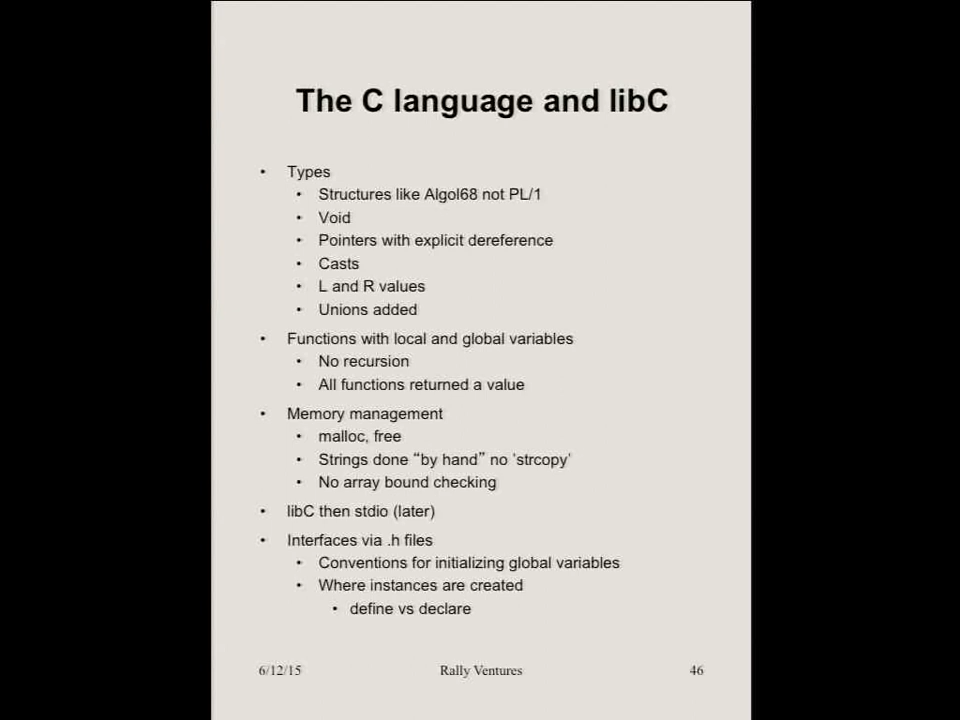 The C language and libC
• Types
• Structures like Algol68 not PL/1
• Void
• Pointers with explicit dereference
• Casts
• L and R values
• Unions added
• Functions with local and global variables
• No recursion
• All functions returned a value
• Memory management
• malloc, free
• Strings done “by hand” no 'strcopy'
• No array bound checking
• libC then stdio (later)
• Interfaces via .h files
• Conventions for initializing global variables
• Where instances are created
• define vs declare
6/12/15 Rally Ventures 46